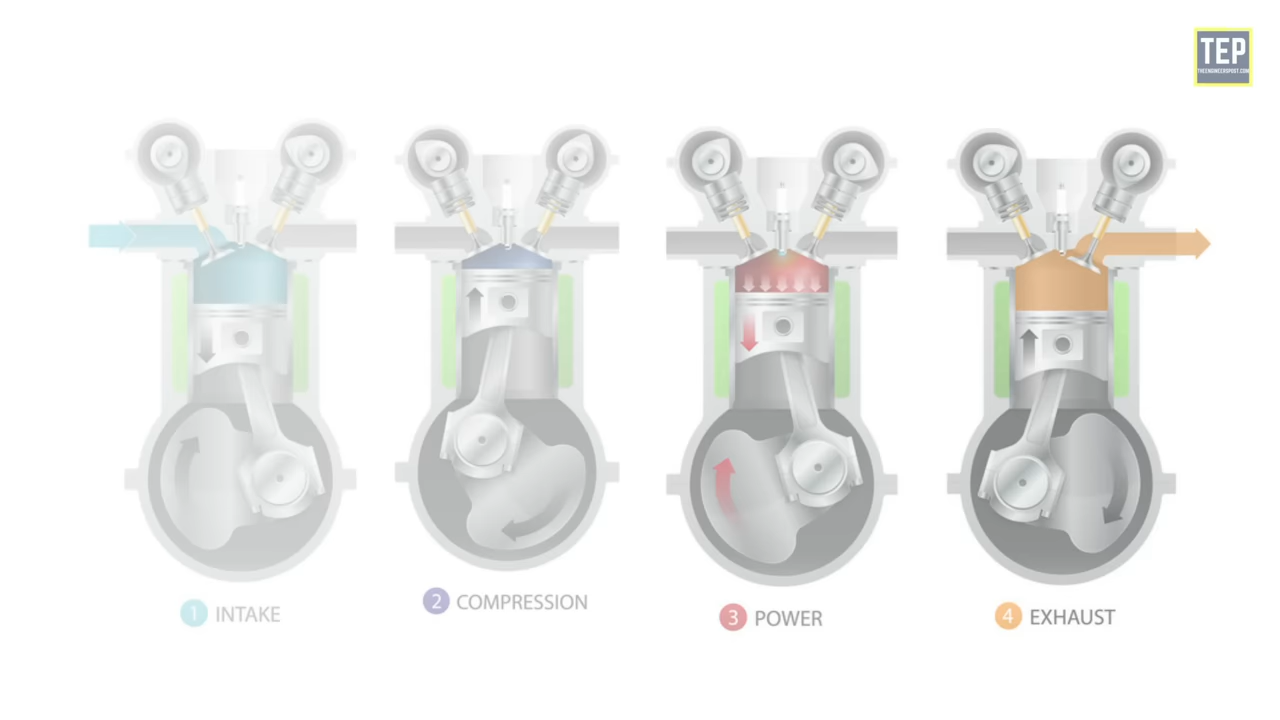 TEP
THEENGINEERSPOST.COM
1 INTAKE
2 COMPRESSION
3 POWER
4 EXHAUST